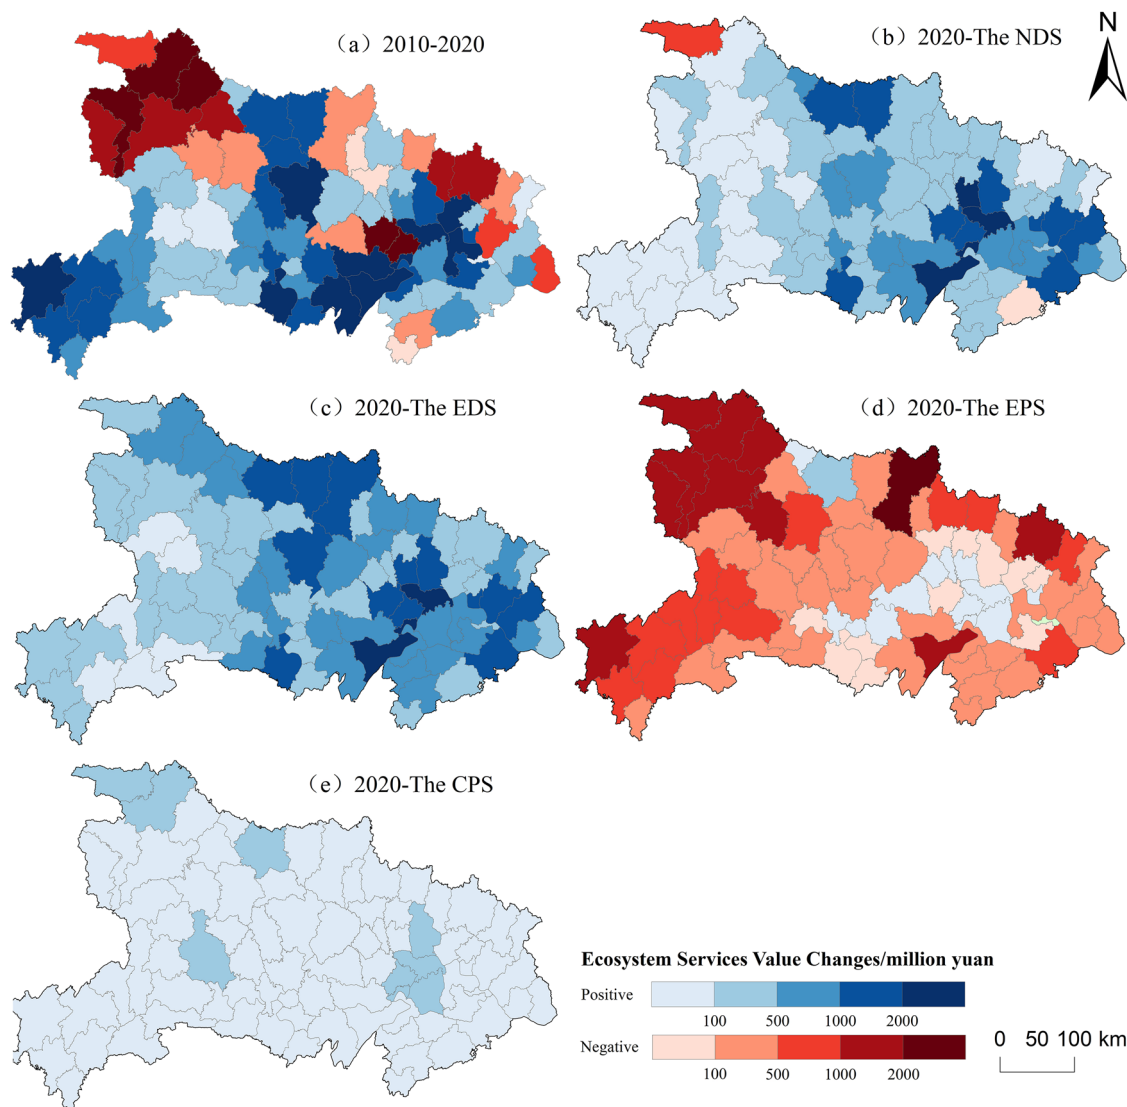 （a）2010-2020
（b）2020-The NDS
N
（c）2020-The EDS
（d）2020-The EPS
（e）2020-The CPS
Ecosystem Services Value Changes/million yuan
Positive
100 500 1000 2000
Negative
100 500 1000 2000
0 50 100 km